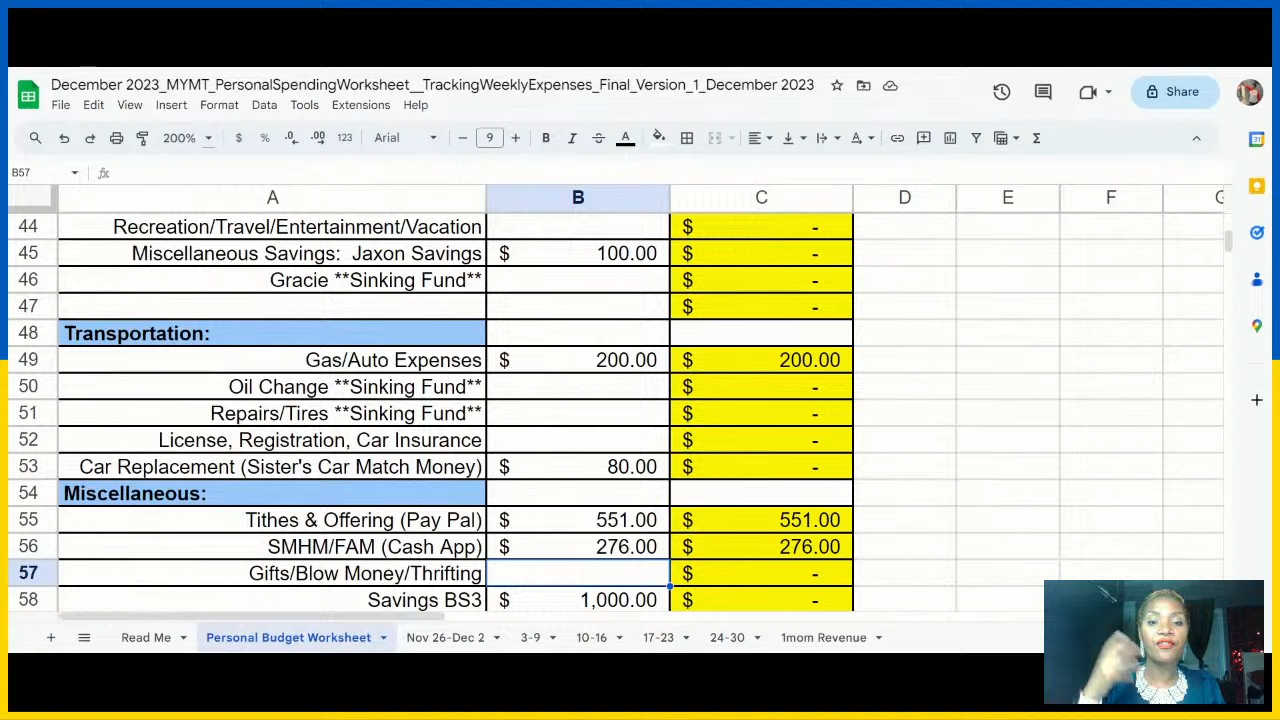 December 2023_MYMT_PersonalSpendingWorksheet__TrackingWeeklyExpenses_Final_Version_1_December 2023
File Edit View Insert Format Data Tools Extensions Help
Share
200% $ % .0 .00 123 Arial − 9 + B I S A Σ
B57 fx
A B C D E F
44 Recreation/Travel/Entertainment/Vacation $ -
45 Miscellaneous Savings: Jaxon Savings $ 100.00 $ -
46 Gracie **Sinking Fund** $ -
47 $ -
48 Transportation:
49 Gas/Auto Expenses $ 200.00 $ 200.00
50 Oil Change **Sinking Fund** $ -
51 Repairs/Tires **Sinking Fund** $ -
52 License, Registration, Car Insurance $ -
53 Car Replacement (Sister's Car Match Money) $ 80.00 $ -
54 Miscellaneous:
55 Tithes & Offering (Pay Pal) $ 551.00 $ 551.00
56 SMHM/FAM (Cash App) $ 276.00 $ 276.00
57 Gifts/Blow Money/Thrifting $ -
58 Savings BS3 $ 1,000.00 $ -
+ Read Me Personal Budget Worksheet Nov 26-Dec 2 3-9 10-16 17-23 24-30 1mom Revenue